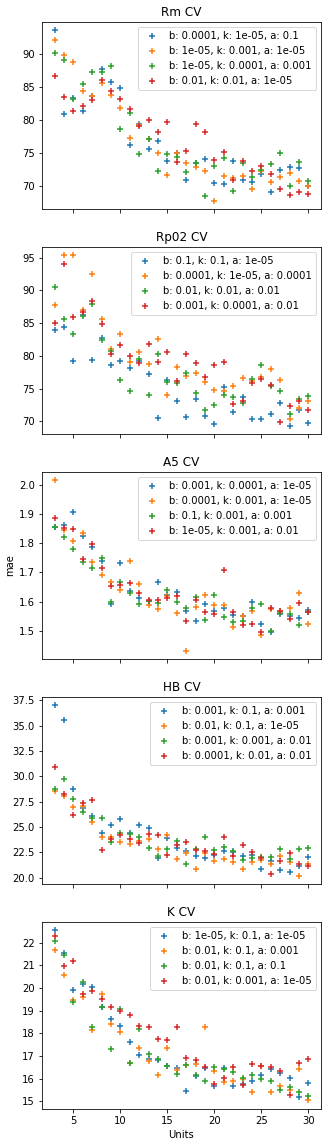 Rm CV
b: 0.0001, k: 1e-05, a: 0.1
b: 1e-05, k: 0.001, a: 1e-05
b: 1e-05, k: 0.0001, a: 0.001
b: 0.01, k: 0.01, a: 1e-05
90
85
80
75
70
Rp02 CV
b: 0.1, k: 0.1, a: 1e-05
b: 0.0001, k: 1e-05, a: 0.0001
b: 0.01, k: 0.01, a: 0.01
b: 0.001, k: 0.0001, a: 0.01
95
90
85
80
75
70
A5 CV
b: 0.001, k: 0.0001, a: 1e-05
b: 0.0001, k: 0.001, a: 1e-05
b: 0.1, k: 0.001, a: 0.001
b: 1e-05, k: 0.001, a: 0.01
2.0
1.9
1.8
1.7
1.6
1.5
mae
HB CV
b: 0.001, k: 0.1, a: 0.001
b: 0.01, k: 0.1, a: 1e-05
b: 0.001, k: 0.001, a: 0.01
b: 0.0001, k: 0.01, a: 0.01
37.5
35.0
32.5
30.0
27.5
25.0
22.5
20.0
K CV
b: 1e-05, k: 0.1, a: 1e-05
b: 0.01, k: 0.1, a: 0.001
b: 0.01, k: 0.1, a: 0.1
b: 0.01, k: 0.001, a: 1e-05
22
21
20
19
18
17
16
15
5 10 15 20 25 30
Units